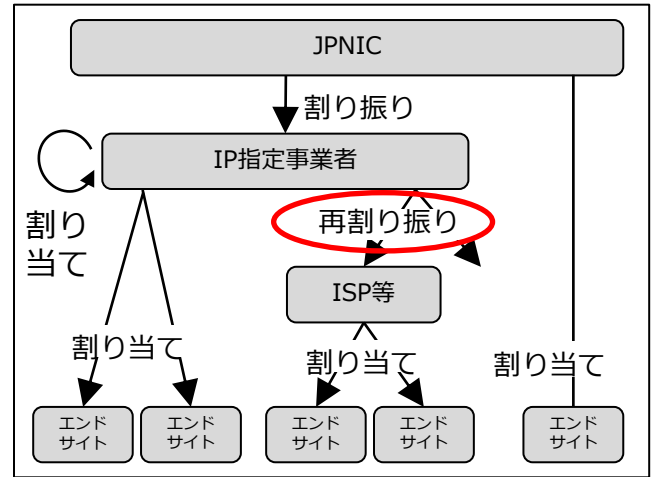 JPNIC
割り振り
IP指定事業者
割り
当て
再割り振り
ISP等
割り当て
割り当て
割り当て
エンド
サイト
エンド
サイト
エンド
サイト
エンド
サイト
エンド
サイト